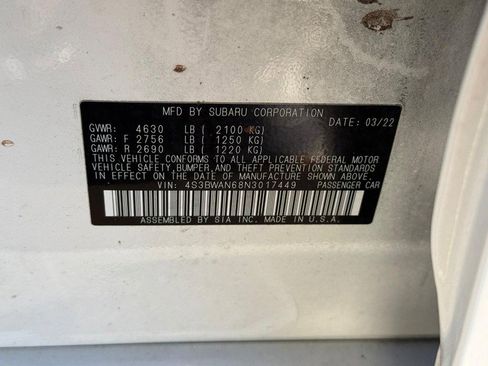 MFD BY SUBARU CORPORATION
DATE: 03/22
GVWR: 4630 LB ( 2100 KG)
GAWR: F 2756 LB ( 1250 KG)
GAWR: R 2690 LB ( 1220 KG)
THIS VEHICLE CONFORMS TO ALL APPLICABLE FEDERAL MOTOR
VEHICLE SAFETY, BUMPER, AND THEFT PREVENTION STANDARDS
IN EFFECT ON THE DATE OF MANUFACTURE SHOWN ABOVE.
VIN: 4S3BWAN68N3017449 PASSENGER CAR
ASSEMBLED BY SIA INC. MADE IN U.S.A.